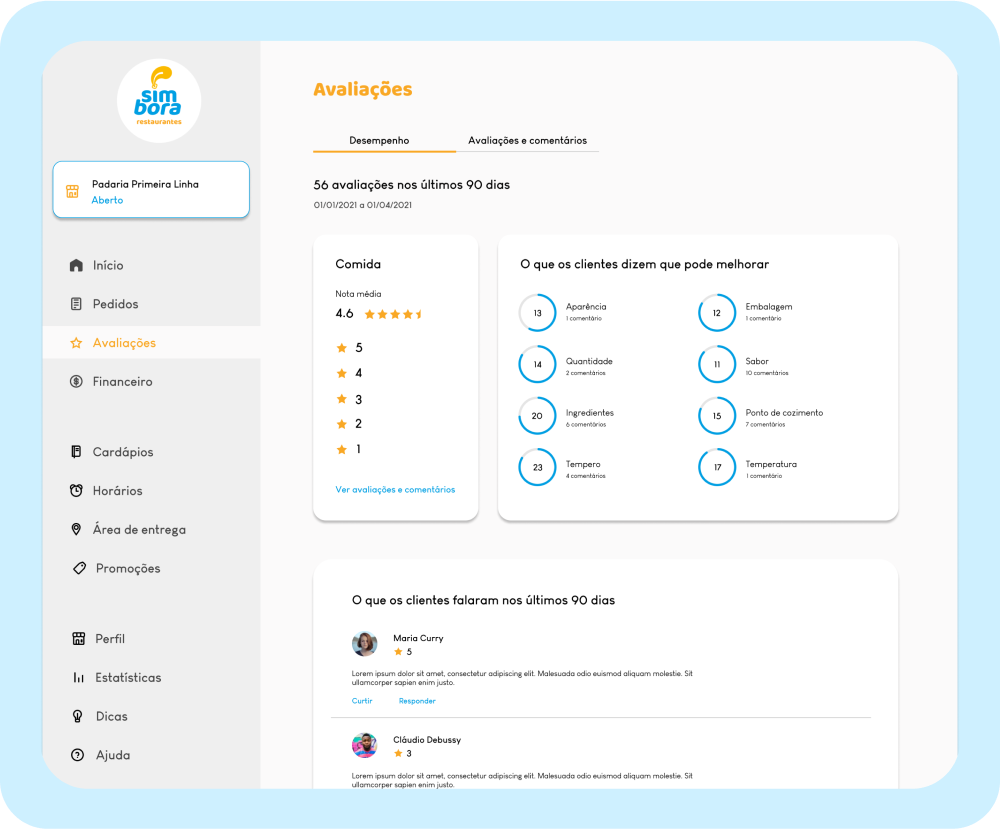 sim
bora
restaurantes
Padaria Primeira Linha
Aberto
Início
Pedidos
Avaliações
Financeiro
Cardápios
Horários
Área de entrega
Promoções
Perfil
Estatísticas
Dicas
Ajuda
Avaliações
Desempenho
Avaliações e comentários
56 avaliações nos últimos 90 dias
01/01/2021 a 01/04/2021
Comida
Nota média
4.6
5
4
3
2
1
Ver avaliações e comentários
O que os clientes dizem que pode melhorar
13
Aparência
1 comentário
12
Embalagem
1 comentário
14
Quantidade
2 comentários
11
Sabor
10 comentários
20
Ingredientes
6 comentários
15
Ponto de cozimento
7 comentários
23
Tempero
4 comentários
17
Temperatura
1 comentário
O que os clientes falaram nos últimos 90 dias
Maria Curry
5
Lorem ipsum dolor sit amet, consectetur adipiscing elit. Malesuada odio euismod aliquam molestie. Sit
ullamcorper sapien enim justo.
Curtir
Responder
Cláudio Debussy
3
Lorem ipsum dolor sit amet, consectetur adipiscing elit. Malesuada odio euismod aliquam molestie. Sit
ullamcorper sapien enim justo.